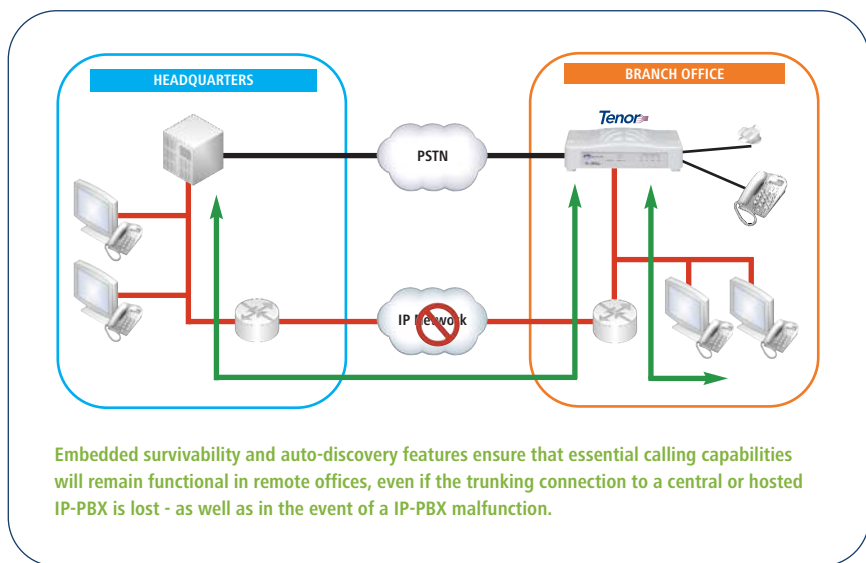 HEADQUARTERS
BRANCH OFFICE
Tenor
PSTN
IP Network
Embedded survivability and auto-discovery features ensure that essential calling capabilities
will remain functional in remote offices, even if the trunking connection to a central or hosted
IP-PBX is lost - as well as in the event of a IP-PBX malfunction.